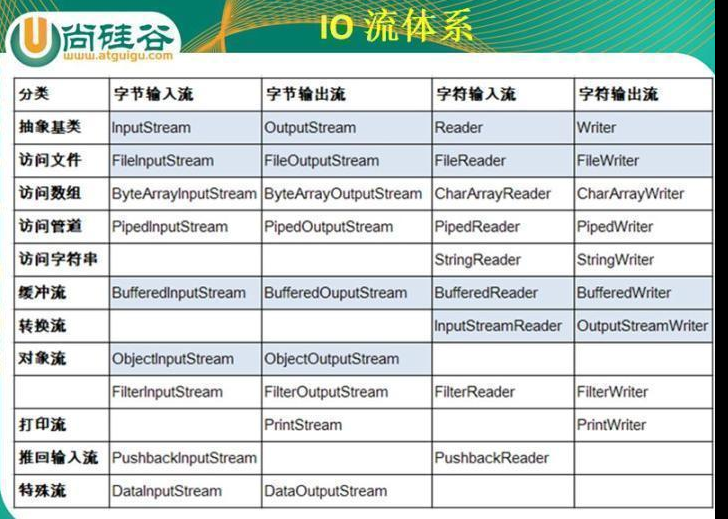 IO 流体系
U尚硅谷
www.atguigu.com
分类 字节输入流 字节输出流 字符输入流 字符输出流
抽象基类 InputStream OutputStream Reader Writer
访问文件 FileInputStream FileOutputStream FileReader FileWriter
访问数组 ByteArrayInputStream ByteArrayOutputStream CharArrayReader CharArrayWriter
访问管道 PipedInputStream PipedOutputStream PipedReader PipedWriter
访问字符串 StringReader StringWriter
缓冲流 BufferedInputStream BufferedOuputStream BufferedReader BufferedWriter
转换流 InputStreamReader OutputStreamWriter
对象流 ObjectInputStream ObjectOutputStream
FilterInputStream FilterOutputStream FilterReader FilterWriter
打印流 PrintStream PrintWriter
推回输入流 PushbackInputStream PushbackReader
特殊流 DataInputStream DataOutputStream